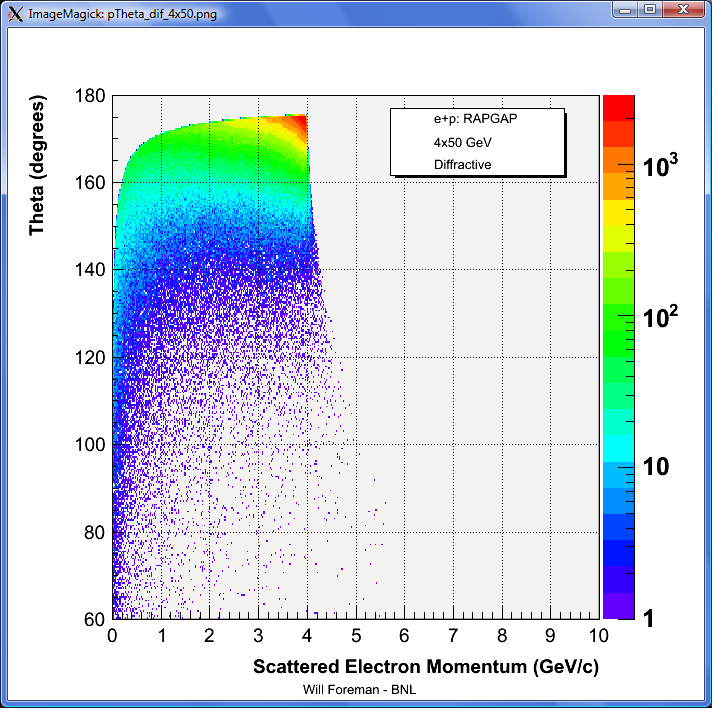 ImageMagick: pTheta_dif_4x50.png
e+p: RAPGAP
4x50 GeV
Diffractive
Theta (degrees)
180
160
140
120
100
80
60
0 1 2 3 4 5 6 7 8 9 10
10³
10²
10
1
Scattered Electron Momentum (GeV/c)
Will Foreman - BNL